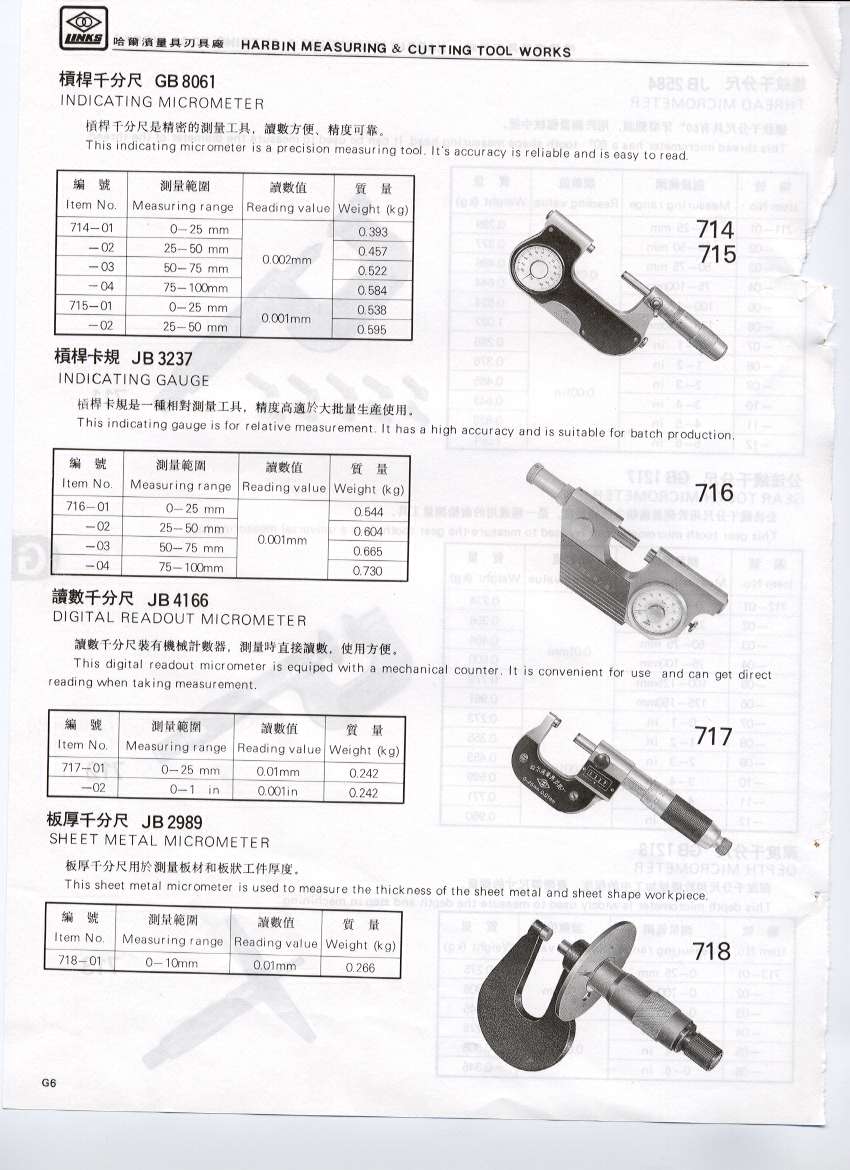 LINKS
哈爾濱量具刃具廠 HARBIN MEASURING & CUTTING TOOL WORKS
槓桿千分尺 GB 8061
INDICATING MICROMETER
槓桿千分尺是精密的測量工具，讀數方便、精度可靠。
This indicating micrometer is a precision measuring tool. It's accuracy is reliable and is easy to read.
編 號 測量範圍 讀數值 質 量
Item No. Measuring range Reading value Weight (kg)
714—01 0—25 mm 0.002mm 0.393
—02 25—50 mm 0.457
—03 50—75 mm 0.522
—04 75—100mm 0.584
715—01 0—25 mm 0.001mm 0.538
—02 25—50 mm 0.595
714
715
槓桿卡規 JB 3237
INDICATING GAUGE
槓桿卡規是一種相對測量工具，精度高適於大批量生產使用。
This indicating gauge is for relative measurement. It has a high accuracy and is suitable for batch production.
編 號 測量範圍 讀數值 質 量
Item No. Measuring range Reading value Weight (kg)
716—01 0—25 mm 0.001mm 0.544
—02 25—50 mm 0.604
—03 50—75 mm 0.665
—04 75—100mm 0.730
716
讀數千分尺 JB 4166
DIGITAL READOUT MICROMETER
讀數千分尺裝有機械計數器，測量時直接讀數，使用方便。
This digital readout micrometer is equiped with a mechanical counter. It is convenient for use and can get direct
reading when taking measurement.
編 號 測量範圍 讀數值 質 量
Item No. Measuring range Reading value Weight (kg)
717—01 0—25 mm 0.01mm 0.242
—02 0—1 in 0.001in 0.242
717
板厚千分尺 JB 2989
SHEET METAL MICROMETER
板厚千分尺用於測量板材和板狀工件厚度。
This sheet metal micrometer is used to measure the thickness of the sheet metal and sheet shape workpiece.
編 號 測量範圍 讀數值 質 量
Item No. Measuring range Reading value Weight (kg)
718—01 0—10mm 0.01mm 0.266
718
G6